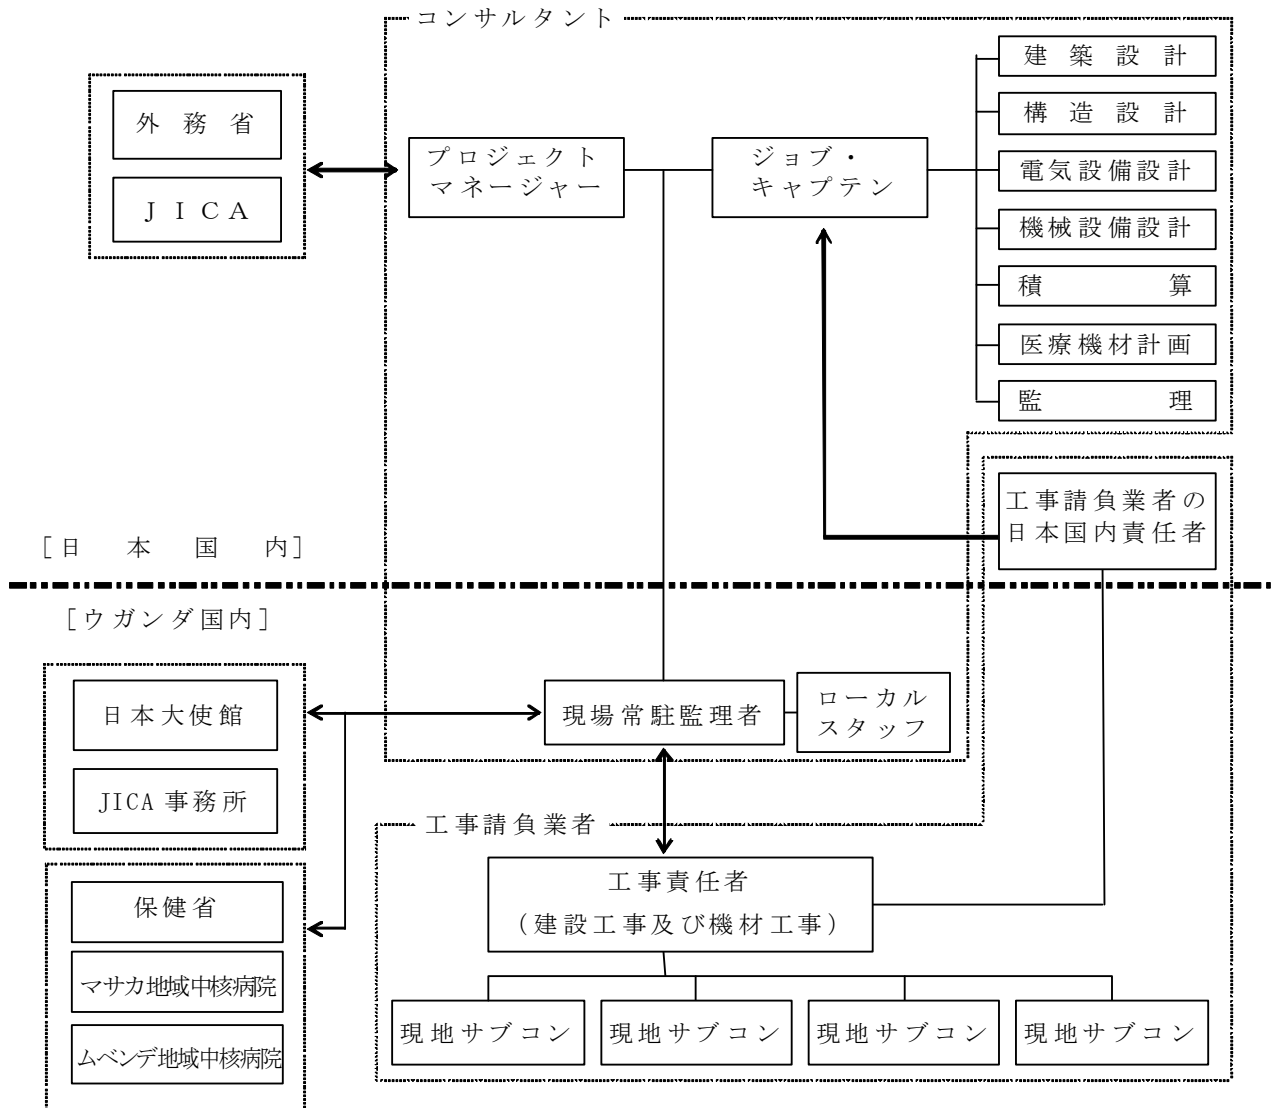 コンサルタント
外務省
JICA
プロジェクト
マネージャー
ジョブ・
キャプテン
建築設計
構造設計
電気設備設計
機械設備設計
積算
医療機材計画
監理
工事請負業者の
日本国内責任者
[日本国内]
[ウガンダ国内]
日本大使館
JICA 事務所
現場常駐監理者
ローカル
スタッフ
工事請負業者
保健省
マサカ地域中核病院
ムベンデ地域中核病院
工事責任者
(建設工事及び機材工事)
現地サブコン
現地サブコン
現地サブコン
現地サブコン